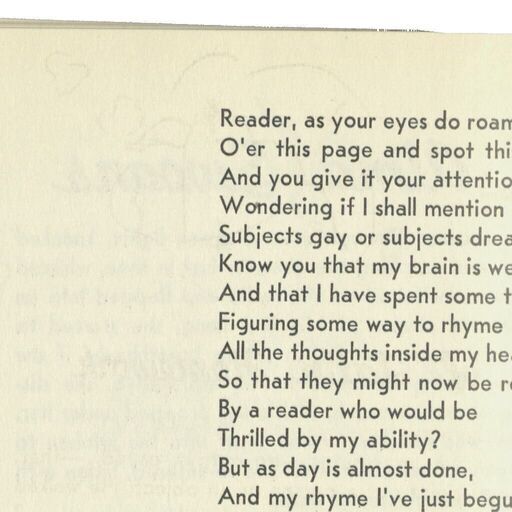 Reader, as your eyes do roam
O'er this page and spot thi
And you give it your attentio
Wondering if I shall mention
Subjects gay or subjects drea
Know you that my brain is we
And that I have spent some t
Figuring some way to rhyme
All the thoughts inside my hea
So that they might now be re
By a reader who would be
Thrilled by my ability?
But as day is almost done,
And my rhyme I've just begu